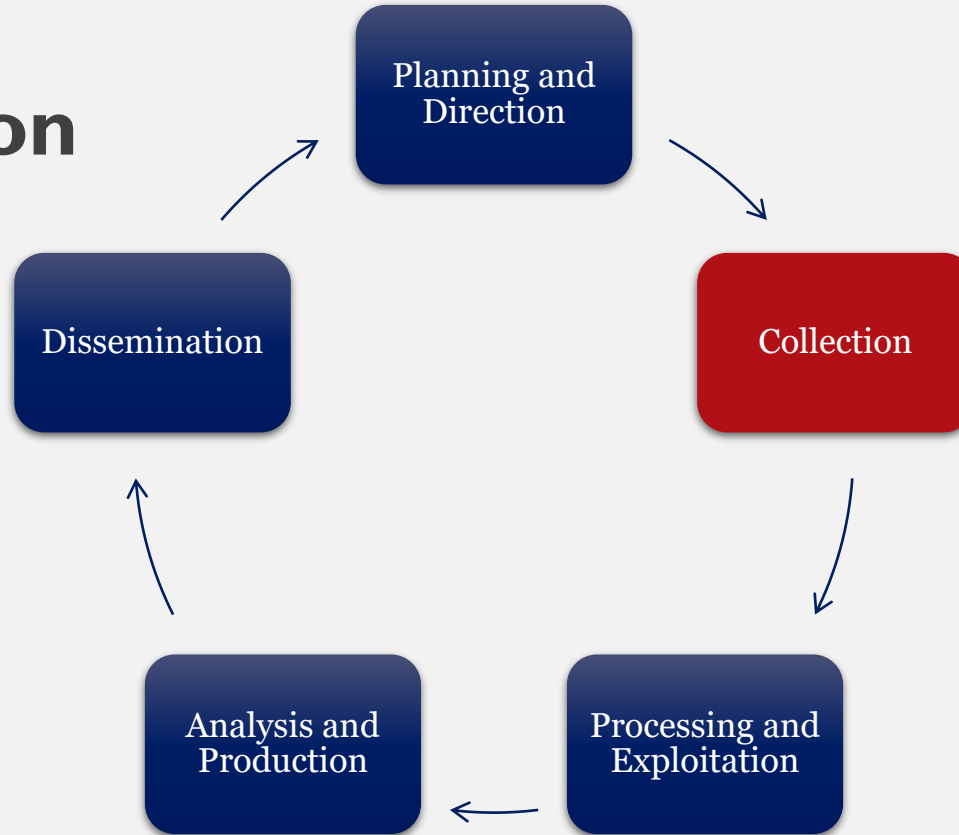 on
Planning and
Direction
Collection
Processing and
Exploitation
Analysis and
Production
Dissemination